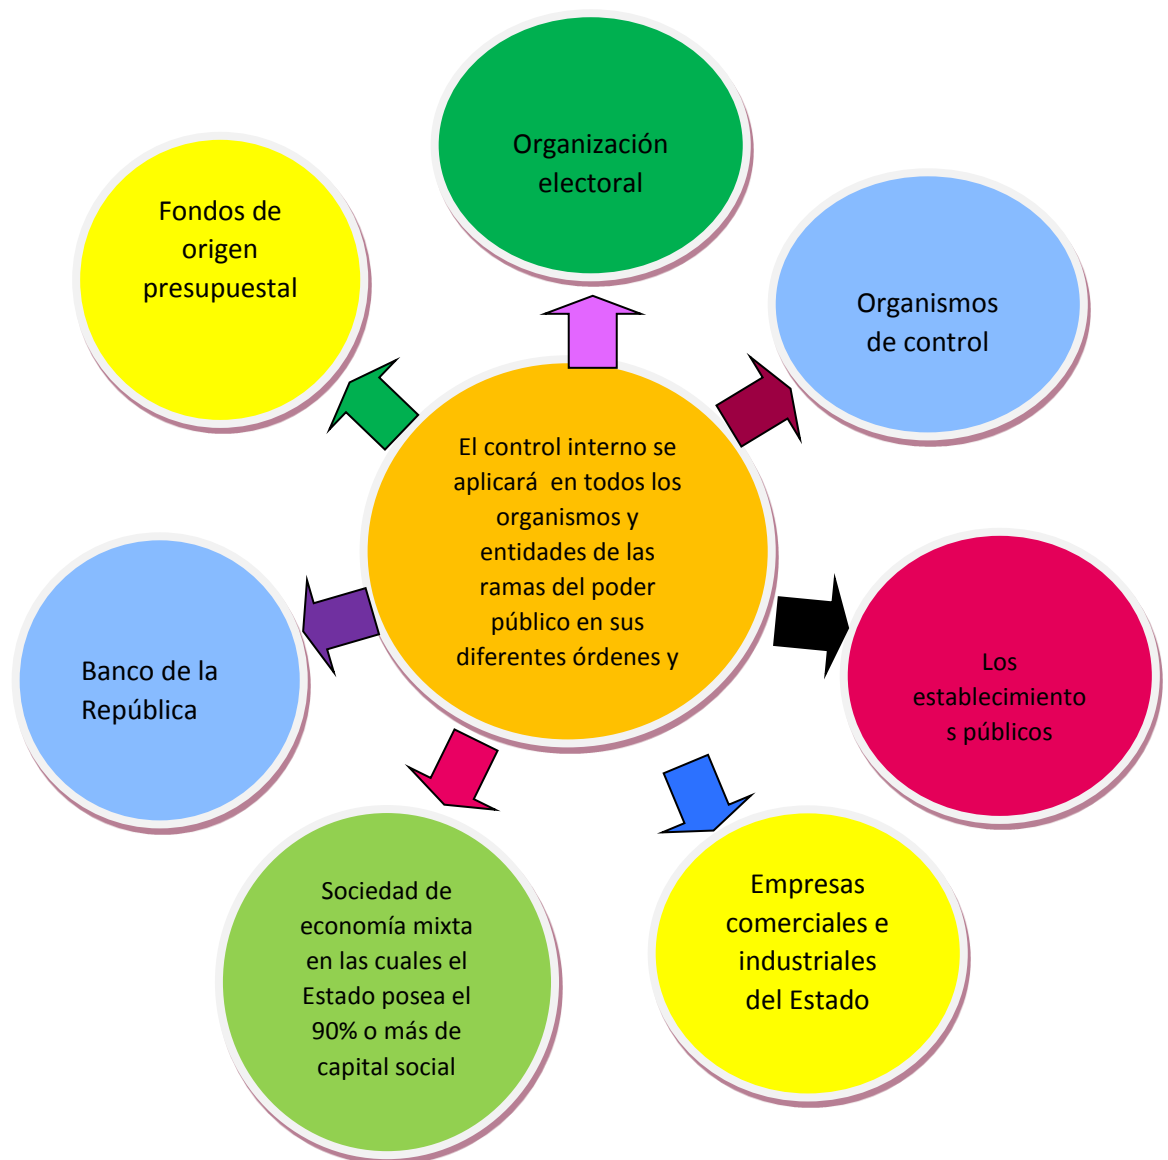 Organización
electoral
Fondos de
origen
presupuestal
Organismos
de control
El control interno se
aplicará en todos los
organismos y
entidades de las
ramas del poder
público en sus
diferentes órdenes y
Banco de la
República
Los
establecimiento
s públicos
Sociedad de
economía mixta
en las cuales el
Estado posea el
90% o más de
capital social
Empresas
comerciales e
industriales
del Estado